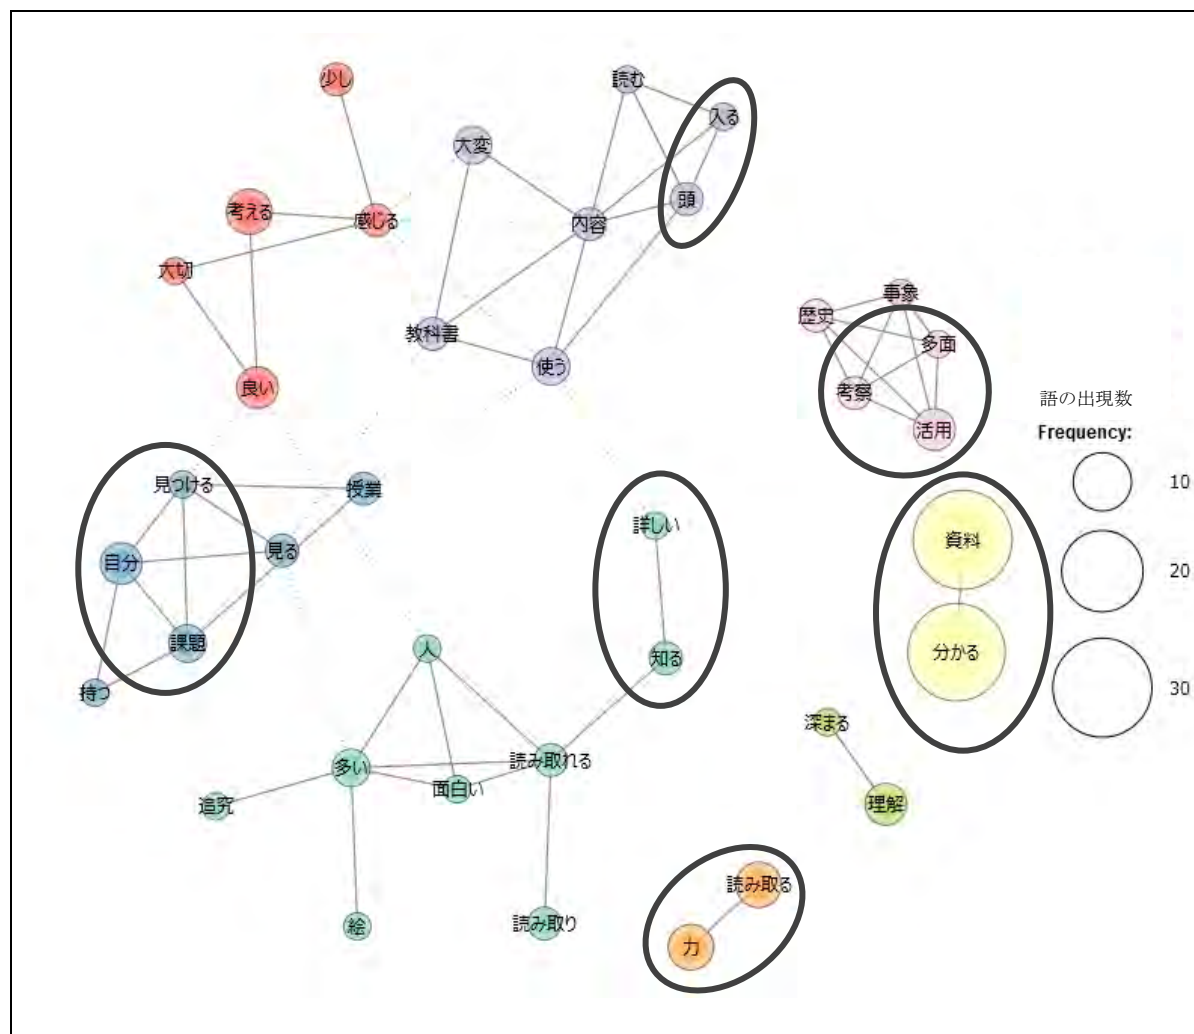 少し
考える
感じる
大切
良い
読む
入る
大変
頭
内容
教科書
使う
事象
歴史
多面
考察
活用
語の出現数
Frequency:
10
20
30
見つける
授業
自分
見る
課題
持つ
詳しい
知る
資料
分かる
人
多い
読み取れる
面白い
追究
絵
読み取り
深まる
理解
読み取る
力